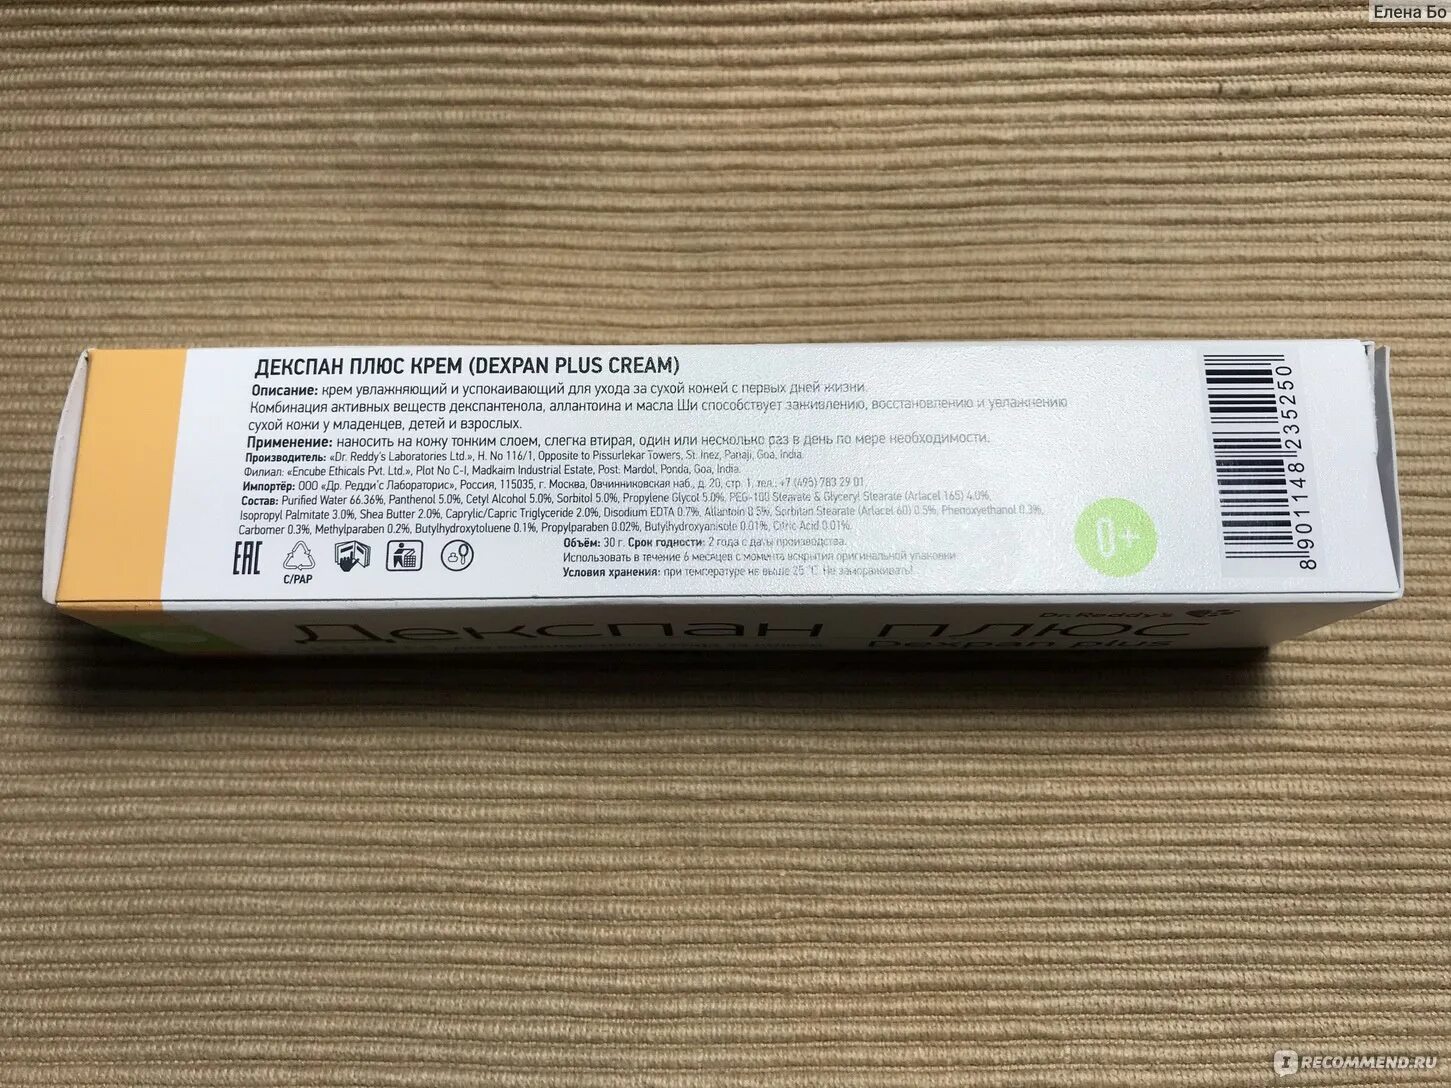 Елена Бо
ДЕКСПАН ПЛЮС КРЕМ (DEXPAN PLUS CREAM)
Описание: крем увлажняющий и успокаивающий для ухода за сухой кожей с первых дней жизни.
Комбинация активных веществ декспантенола, аллантоина и масла Ши способствует заживлению, восстановлению и увлажнению
сухой кожи у младенцев, детей и взрослых.
Применение: наносить на кожу тонким слоем, слегка втирая, один или несколько раз в день по мере необходимости.
Производитель: «Dr. Reddy's Laboratories Ltd.», H. No 116/1, Opposite to Pissurlekar Towers, St. Inez, Panaji, Goa, India.
Филиал: «Encube Ethicals Pvt. Ltd.», Plot No C-I, Madkaim Industrial Estate, Post. Mardol, Ponda, Goa, India.
Импортёр: ООО «Др. Редди'с Лабораторис», Россия, 115035, г. Москва, Овчинниковская наб., д. 20, стр. 1, тел.: +7 (495) 783 29 01.
Состав: Purified Water 66.36%, Panthenol 5.0%, Cetyl Alcohol 5.0%, Sorbitol 5.0%, Propylene Glycol 5.0%, PEG-100 Stearate & Glyceryl Stearate (Arlacel 165) 4.0%,
Isopropyl Palmitate 3.0%, Shea Butter 2.0%, Caprylic/Capric Triglyceride 2.0%, Disodium EDTA 0.7%, Allantoin 0.5%, Sorbitan Stearate (Arlacel 60) 0.5%, Phenoxyethanol 0.3%,
Carbomer 0.3%, Methylparaben 0.2%, Butylhydroxytoluene 0.1%, Propylparaben 0.02%, Butylhydroxyanisole 0.01%, Citric Acid 0.01%.
Объём: 30 г. Срок годности: 2 года с даты производства.
Использовать в течение 6 месяцев с момента вскрытия оригинальной упаковки
Условия хранения: при температуре не выше 25 °C. Не замораживать!
EAC
C/PAP
0+
8 901148 235250
Dr.Reddy's
Декспан плюс
Dexpan plus
RECOMMEND.RU